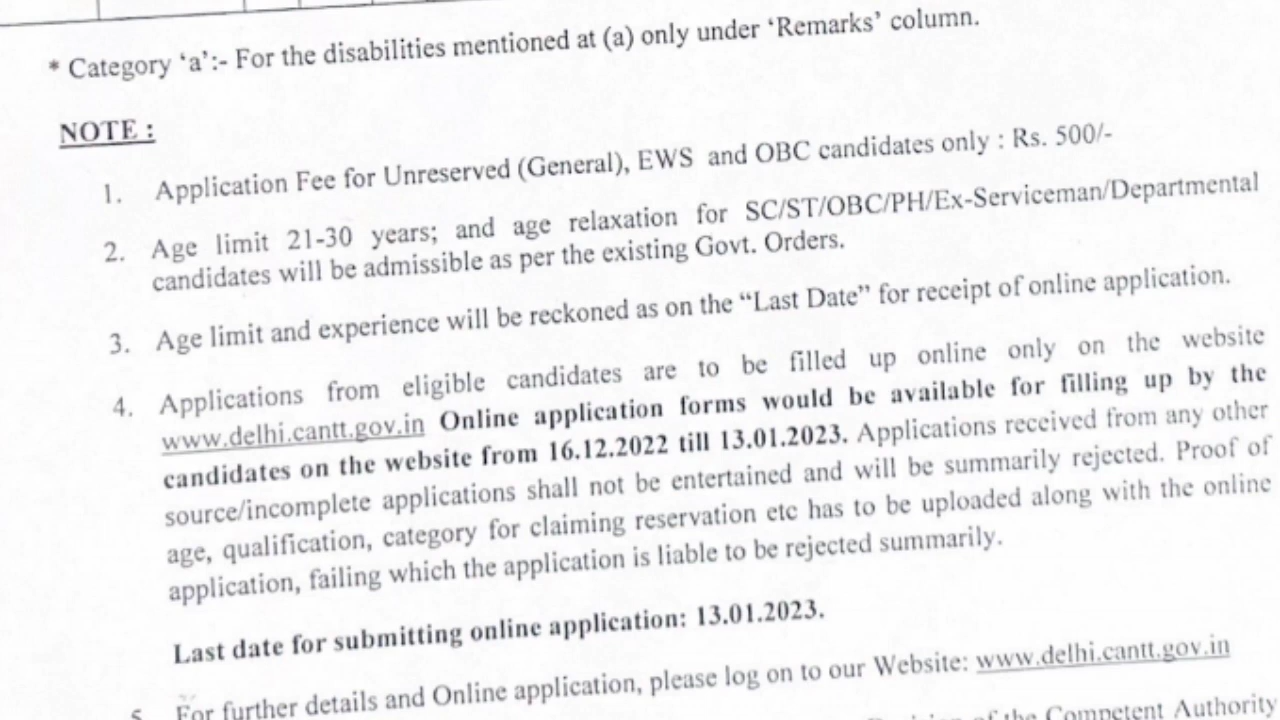 * Category 'a':- For the disabilities mentioned at (a) only under 'Remarks' column.
NOTE :
1. Application Fee for Unreserved (General), EWS and OBC candidates only : Rs. 500/-
2. Age limit 21-30 years; and age relaxation for SC/ST/OBC/PH/Ex-Serviceman/Departmental
candidates will be admissible as per the existing Govt. Orders.
3. Age limit and experience will be reckoned as on the "Last Date" for receipt of online application.
4. Applications from eligible candidates are to be filled up online only on the website
www.delhi.cantt.gov.in Online application forms would be available for filling up by the
candidates on the website from 16.12.2022 till 13.01.2023. Applications received from any other
source/incomplete applications shall not be entertained and will be summarily rejected. Proof of
age, qualification, category for claiming reservation etc has to be uploaded along with the online
application, failing which the application is liable to be rejected summarily.
Last date for submitting online application: 13.01.2023.
5. For further details and Online application, please log on to our Website: www.delhi.cantt.gov.in
of the Competent Authority